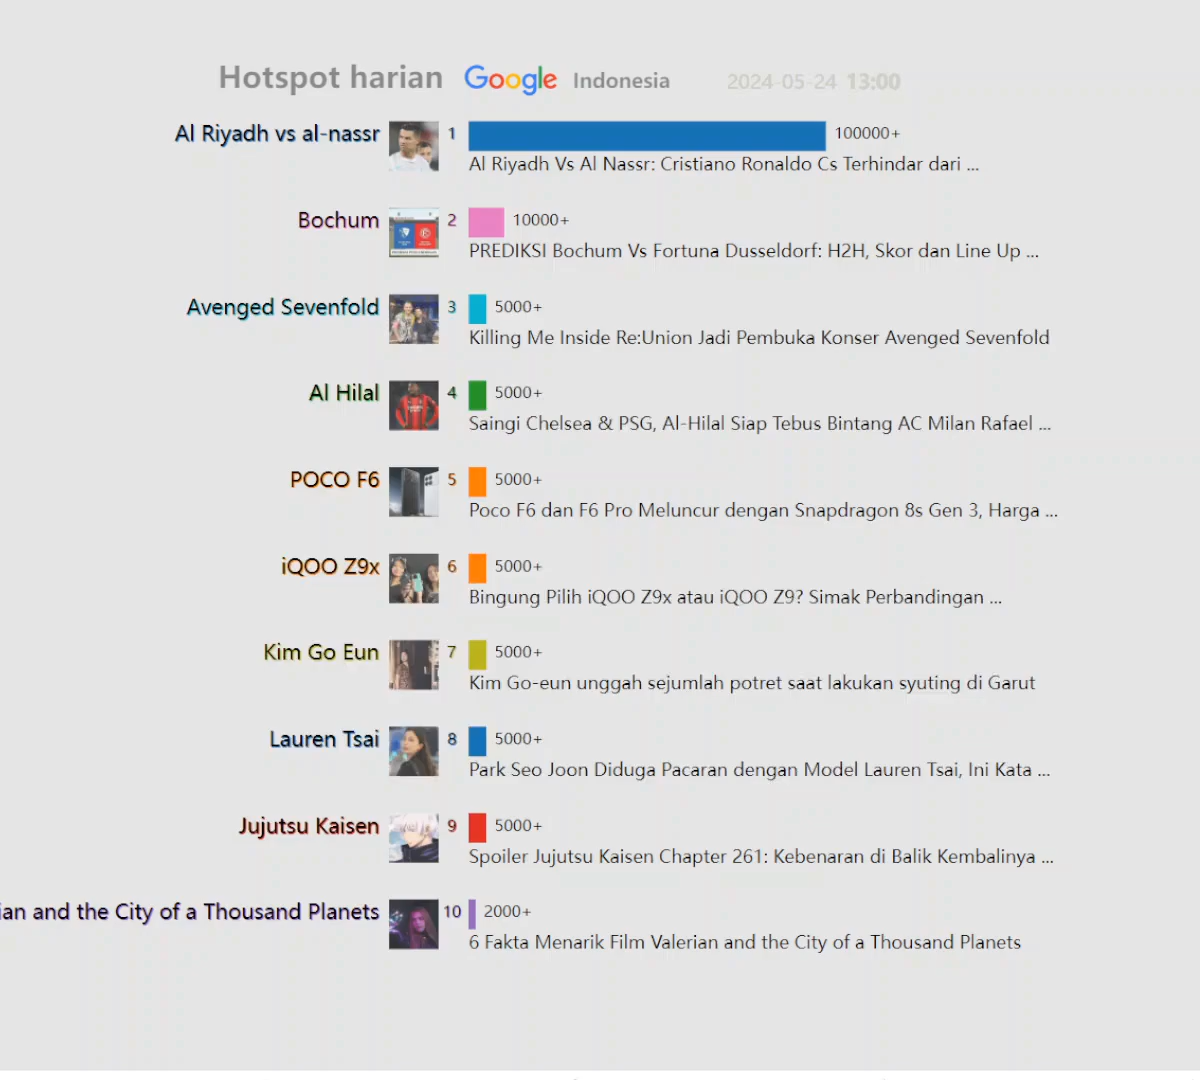 Hotspot harian Google Indonesia 2024-05-24 13:00
Al Riyadh vs al-nassr 1 100000+
Al Riyadh Vs Al Nassr: Cristiano Ronaldo Cs Terhindar dari ...
Bochum 2 10000+
PREDIKSI Bochum Vs Fortuna Dusseldorf: H2H, Skor dan Line Up ...
Avenged Sevenfold 3 5000+
Killing Me Inside Re:Union Jadi Pembuka Konser Avenged Sevenfold
Al Hilal 4 5000+
Saingi Chelsea & PSG, Al-Hilal Siap Tebus Bintang AC Milan Rafael ...
POCO F6 5 5000+
Poco F6 dan F6 Pro Meluncur dengan Snapdragon 8s Gen 3, Harga ...
iQOO Z9x 6 5000+
Bingung Pilih iQOO Z9x atau iQOO Z9? Simak Perbandingan ...
Kim Go Eun 7 5000+
Kim Go-eun unggah sejumlah potret saat lakukan syuting di Garut
Lauren Tsai 8 5000+
Park Seo Joon Diduga Pacaran dengan Model Lauren Tsai, Ini Kata ...
Jujutsu Kaisen 9 5000+
Spoiler Jujutsu Kaisen Chapter 261: Kebenaran di Balik Kembalinya ...
ian and the City of a Thousand Planets 10 2000+
6 Fakta Menarik Film Valerian and the City of a Thousand Planets